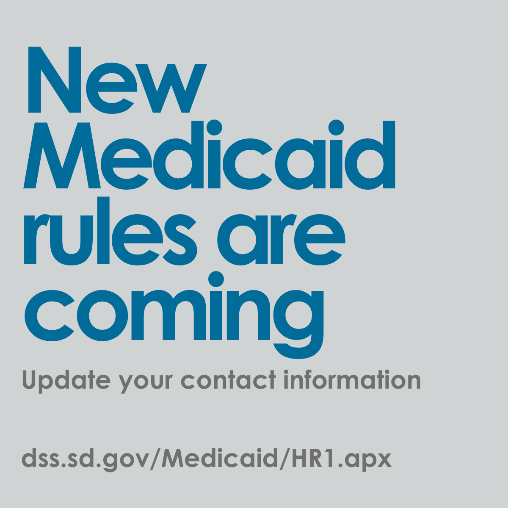 New
Medicaid
rules are
coming
Update your contact information
dss.sd.gov/Medicaid/HR1.apx